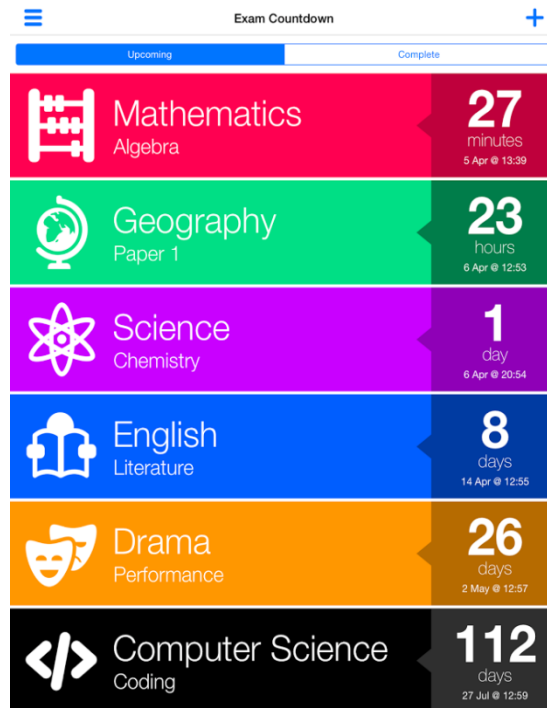 Exam Countdown
Upcoming Complete
Mathematics
Algebra
27
minutes
5 Apr @ 13:39
Geography
Paper 1
23
hours
6 Apr @ 12:53
Science
Chemistry
1
day
6 Apr @ 20:54
English
Literature
8
days
14 Apr @ 12:55
Drama
Performance
26
days
2 May @ 12:57
Computer Science
Coding
112
days
27 Jul @ 12:59